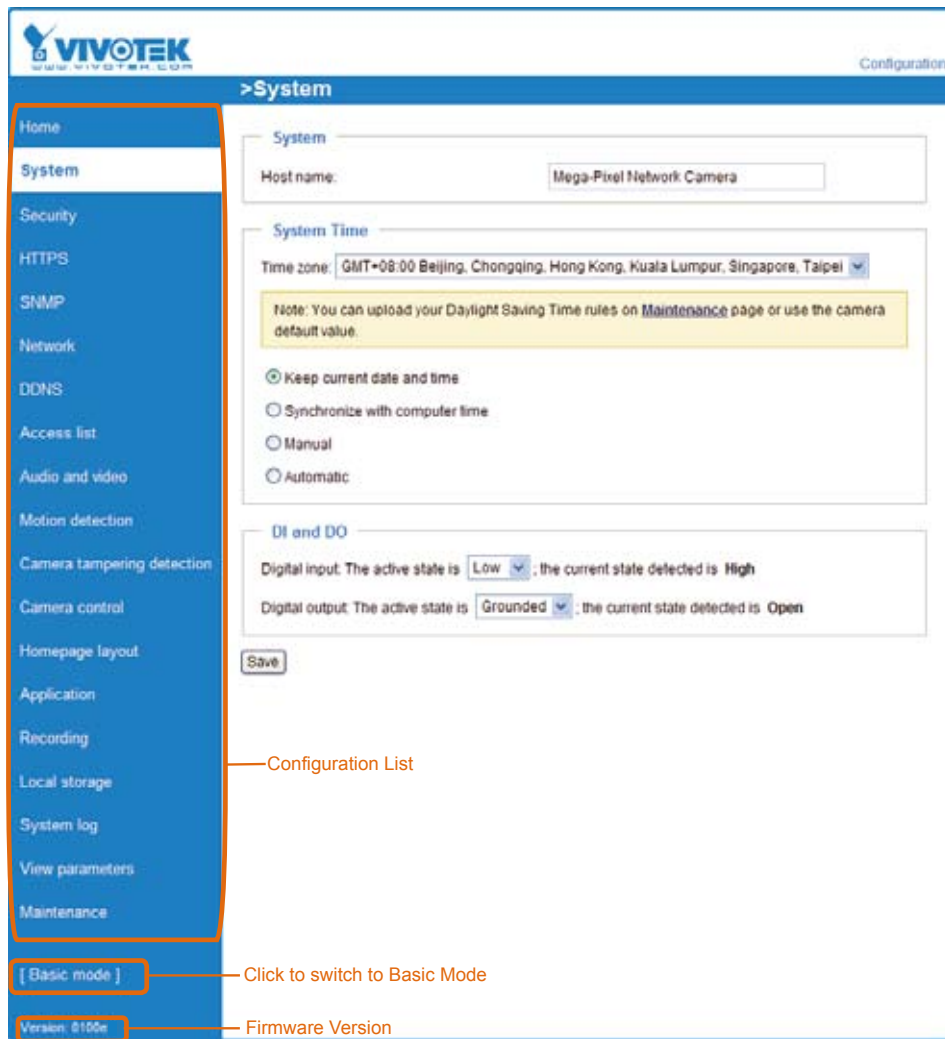 VIVOTEK
WWW.VIVOTEK.COM
Configuration
>System
Home
System
Security
HTTPS
SNMP
Network
DDNS
Access list
Audio and video
Motion detection
Camera tampering detection
Camera control
Homepage layout
Application
Recording
Local storage
System log
View parameters
Maintenance
[ Basic mode ]
Version: 0100e
System
Host name:
Mega-Pixel Network Camera
System Time
Time zone: GMT+08:00 Beijing, Chongqing, Hong Kong, Kuala Lumpur, Singapore, Taipei
Note: You can upload your Daylight Saving Time rules on Maintenance page or use the camera
default value.
Keep current date and time
Synchronize with computer time
Manual
Automatic
DI and DO
Digital input: The active state is Low ; the current state detected is High
Digital output: The active state is Grounded ; the current state detected is Open
Save
Configuration List
Click to switch to Basic Mode
Firmware Version